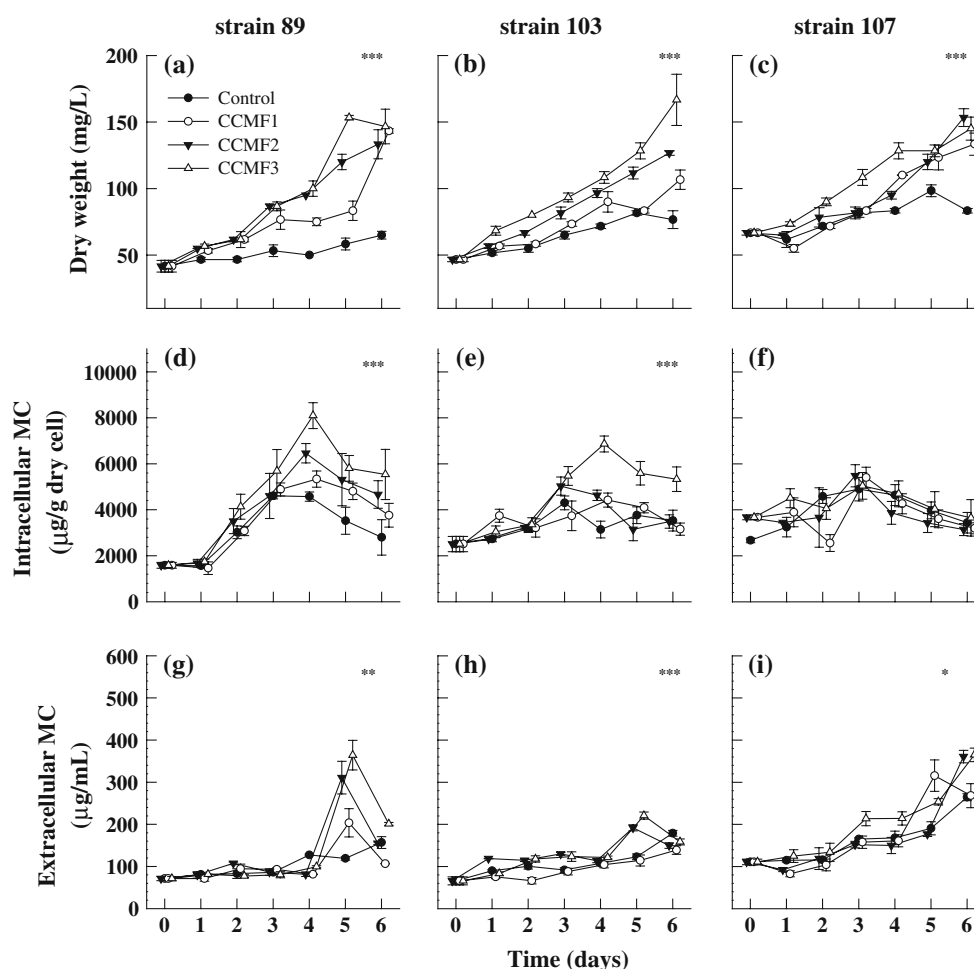 strain 89 strain 103 strain 107
(a) *** (b) *** (c) ***
Dry weight (mg/L)
200
150
100
50
Control
CCMF1
CCMF2
CCMF3
(d) *** (e) *** (f)
Intracellular MC
(µg/g dry cell)
10000
8000
6000
4000
2000
0
(g) ** (h) *** (i) *
Extracellular MC
(µg/mL)
600
500
400
300
200
100
0
0 1 2 3 4 5 6 0 1 2 3 4 5 6 0 1 2 3 4 5 6
Time (days)